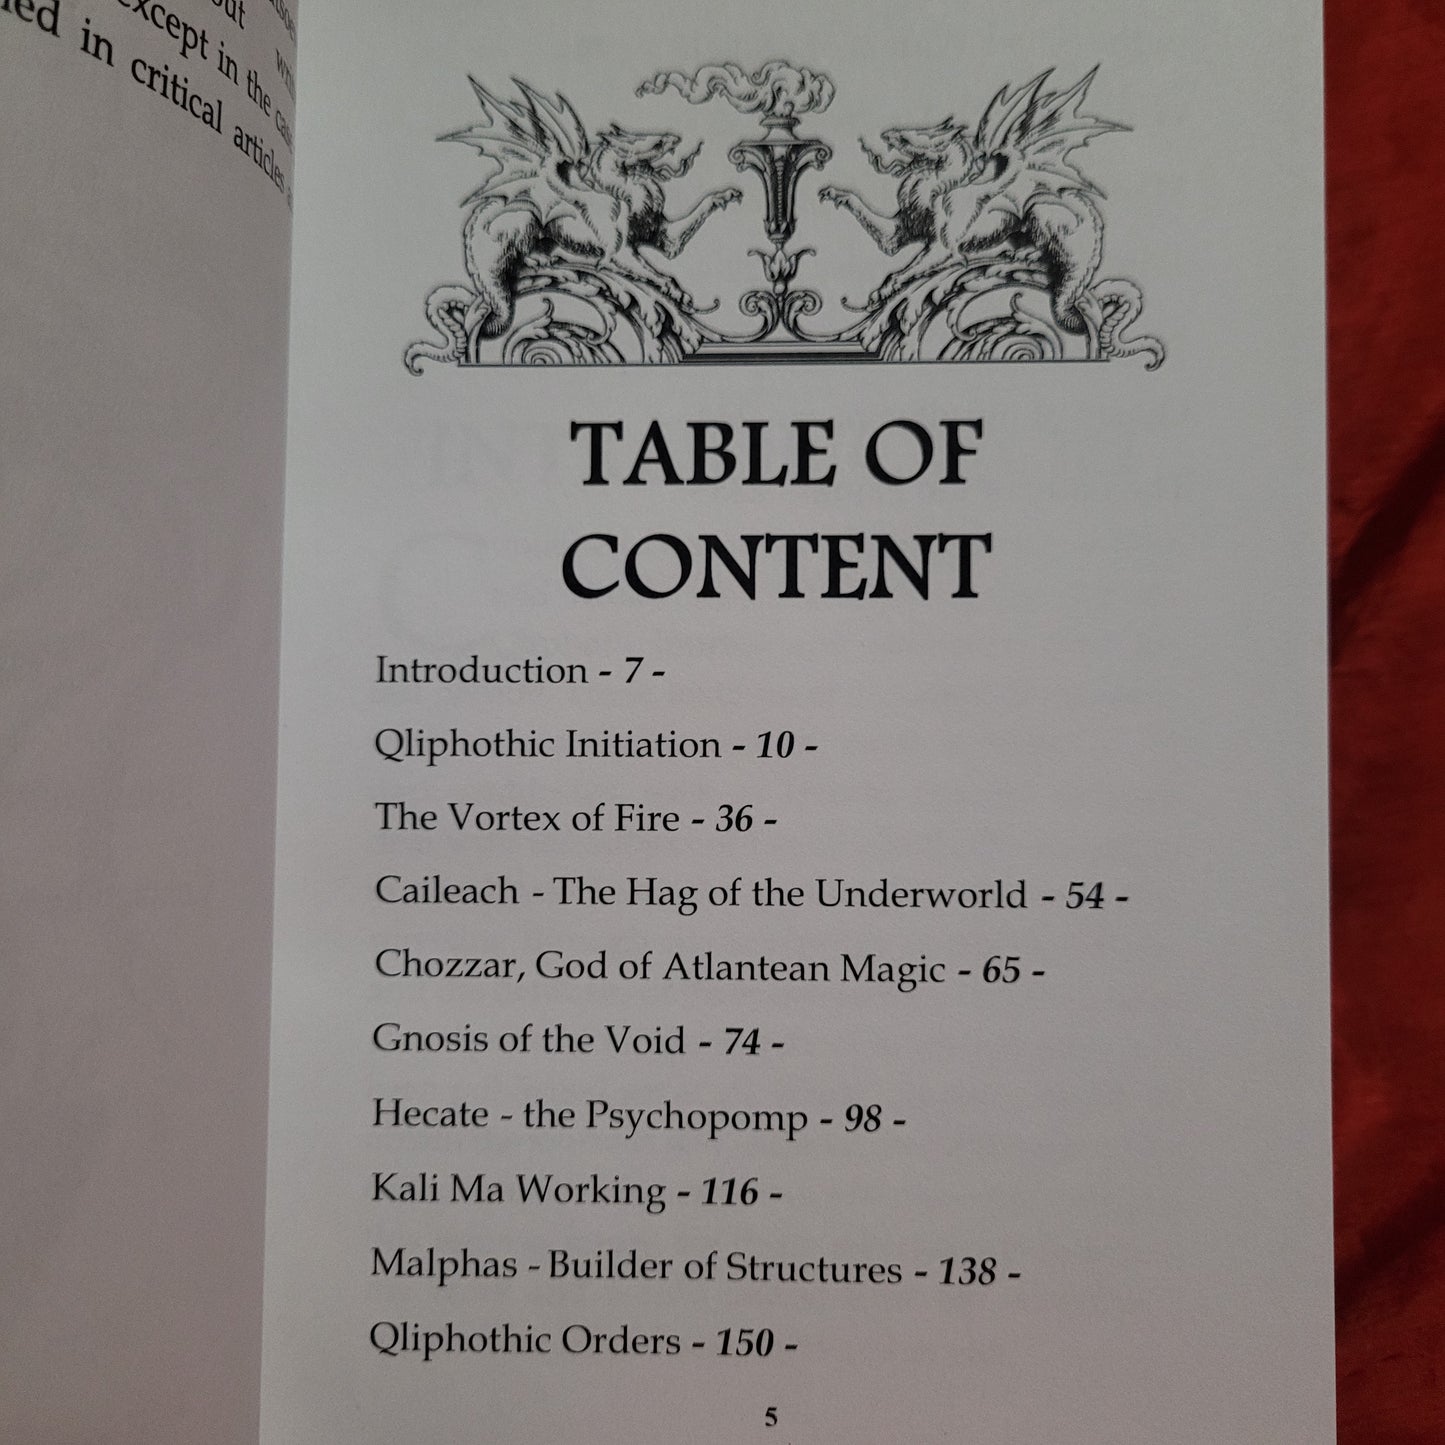 out
except in the
in critical articles
TABLE OF
CONTENT
Introduction - 7 -
Qliphothic Initiation - 10 -
The Vortex of Fire - 36 -
Caileach - The Hag of the Underworld - 54 -
Chozzar, God of Atlantean Magic - 65 -
Gnosis of the Void - 74 -
Hecate - the Psychopomp - 98 -
Kali Ma Working - 116 -
Malphas - Builder of Structures - 138 -
Qliphothic Orders - 150 -
5